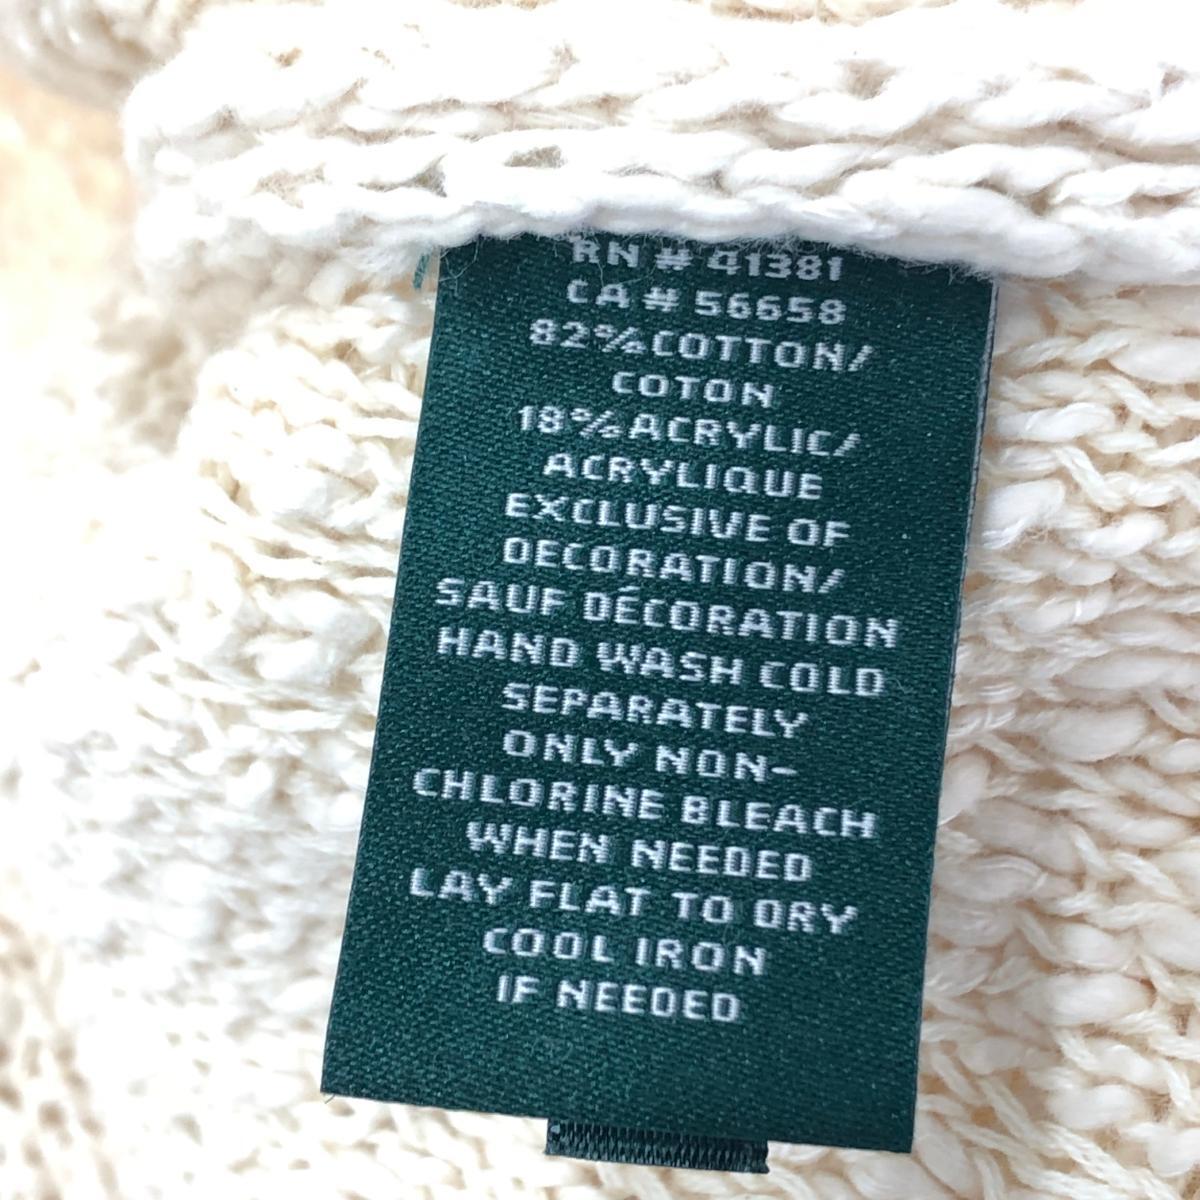 RN # 41381
CA # 56658
82%COTTON/
COTON
18%ACRYLIC/
ACRYLIQUE
EXCLUSIVE OF
DECORATION/
SAUF DÉCORATION
HAND WASH COLD
SEPARATELY
ONLY NON-
CHLORINE BLEACH
WHEN NEEDED
LAY FLAT TO DRY
COOL IRON
IF NEEDED